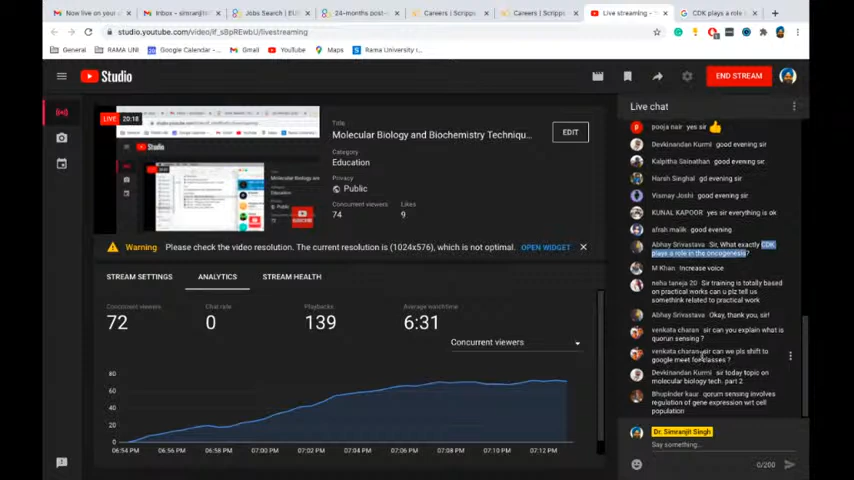 Now live on your
Inbox - simranjit
Jobs Search | EU
24-months post-
Careers | Scripps
Careers | Scripps
Live streaming -
CDK plays a role
studio.youtube.com/video/if_sBpREwbU/livestreaming
General
RAMA UNI
Google Calendar -...
Gmail
YouTube
Maps
Rama University I...
Studio
END STREAM
LIVE 20:18
Title
Molecular Biology and Biochemistry Techniqu...
EDIT
Category
Education
Privacy
Public
Concurrent viewers
Likes
74
9
Warning Please check the video resolution. The current resolution is (1024x576), which is not optimal. OPEN WIDGET
STREAM SETTINGS
ANALYTICS
STREAM HEALTH
Concurrent viewers
Chat rate
Playbacks
Average watchtime
72
0
139
6:31
Concurrent viewers
80
60
40
20
0
06:54 PM
06:56 PM
06:58 PM
07:00 PM
07:02 PM
07:04 PM
07:06 PM
07:08 PM
07:10 PM
07:12 PM
Live chat
pooja nair yes sir
Devkinandan Kurmi good evening sir
Kalpitha Srinathan good evening sir.
Harsh Singhal gd evening sir
Vismay Joshi good evening sir
KUNAL KAPOOR yes sir everything is ok
afrah malik good evening
Abhay Srivastava Sir, What exactly CDK
plays a role in the oncogenesis?
M Khan Increase voice
neha taneja 20 Sir training is totally based
on practical works can u plz tell us
somethink related to practical work
Abhay Srivastava Okay, thank you, sir!
venkata charan sir can you explain what is
quorun sensing ?
venkata charan sir can we pls shift to
google meet for classes ?
Devkinandan Kurmi sir today topic on
molecular biology tech. part 2
Bhupinder kaur qorum sensing involves
regulation of gene expression wrt cell
population
Dr. Simranjit Singh
Say something...
0/200